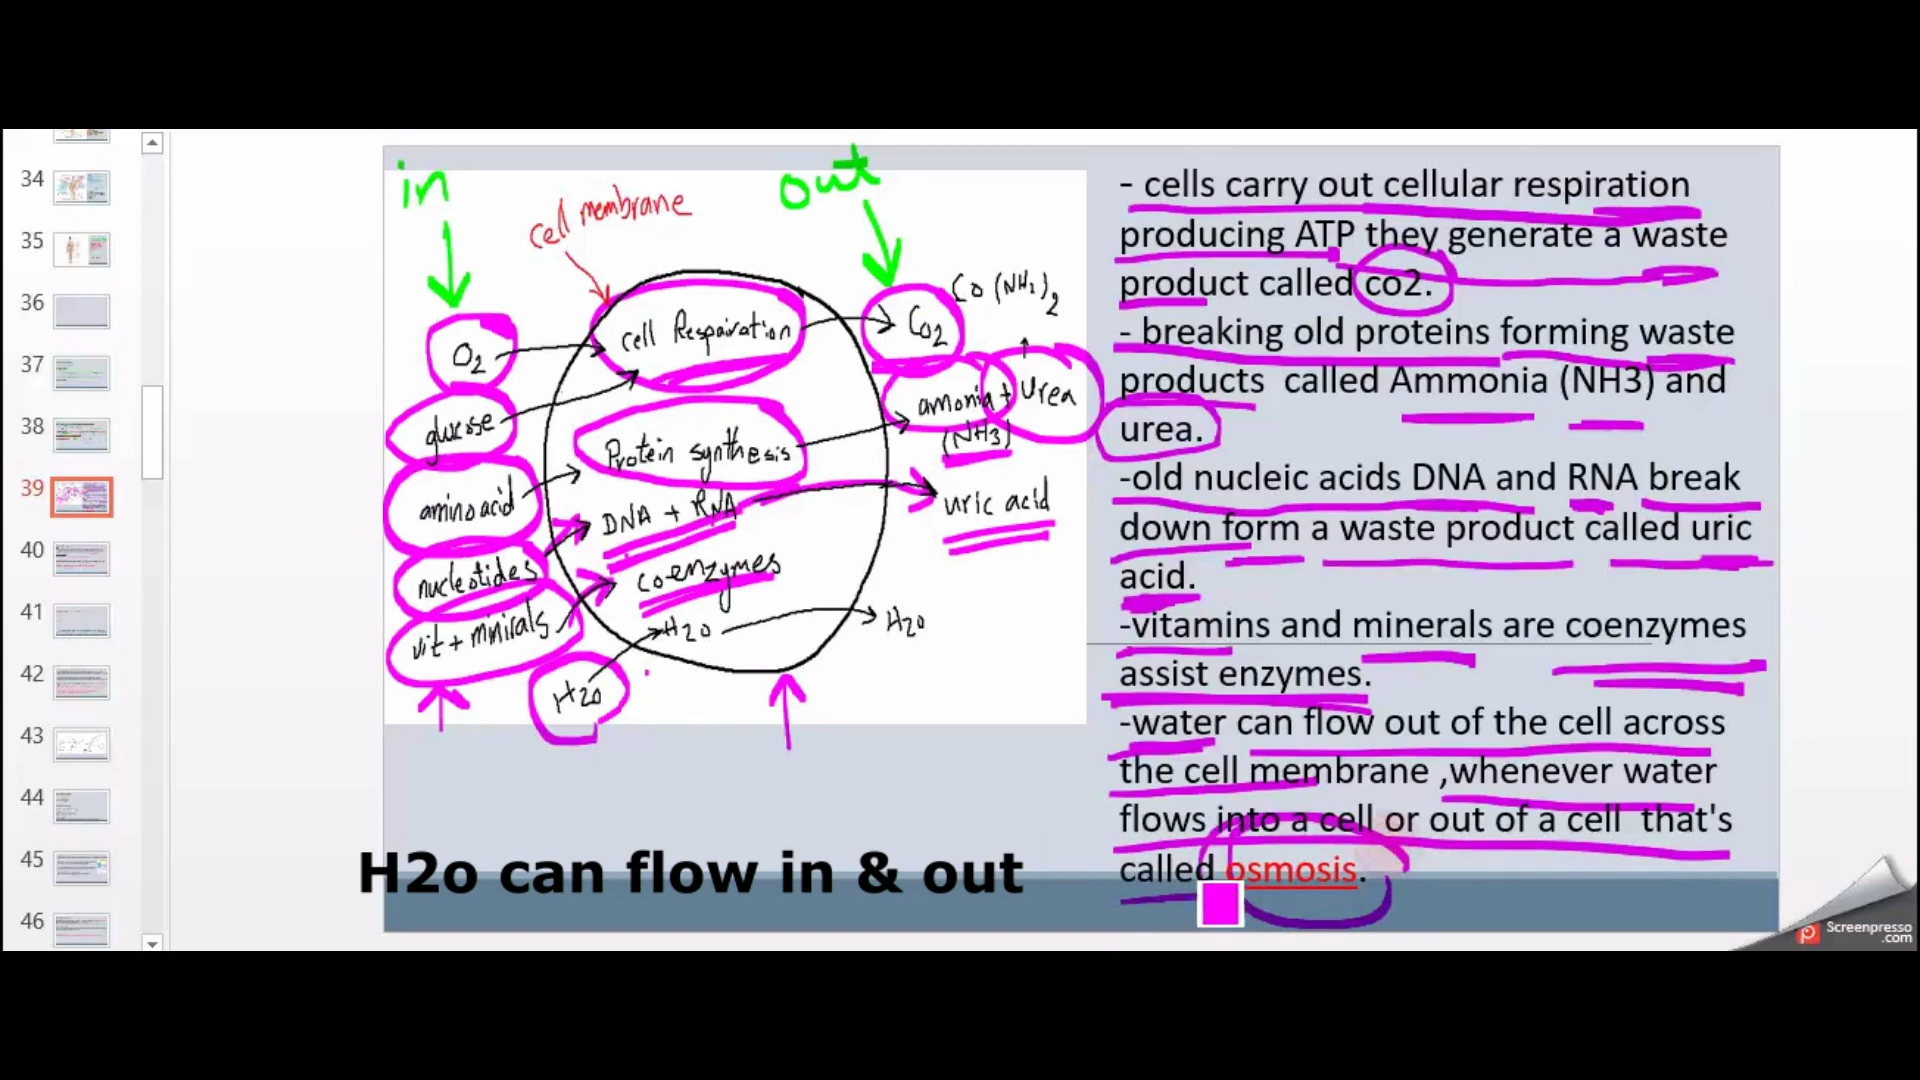 34
35
36
37
38
39
40
41
42
43
44
45
46
in
out
cell membrane
O2
cell Respairation
Co2
Co (NH2)2
glucose
amonia + Urea
(NH3)
Protein synthesis
amino acid
DNA + RNA
uric acid
nucleotides
coenzymes
vit + minirals
H2o
H2o
H2o
- cells carry out cellular respiration
producing ATP they generate a waste
product called co2.
- breaking old proteins forming waste
products called Ammonia (NH3) and
urea.
-old nucleic acids DNA and RNA break
down form a waste product called uric
acid.
-vitamins and minerals are coenzymes
assist enzymes.
-water can flow out of the cell across
the cell membrane ,whenever water
flows into a cell or out of a cell that's
called osmosis.
H2o can flow in & out
Screenpresso
.com